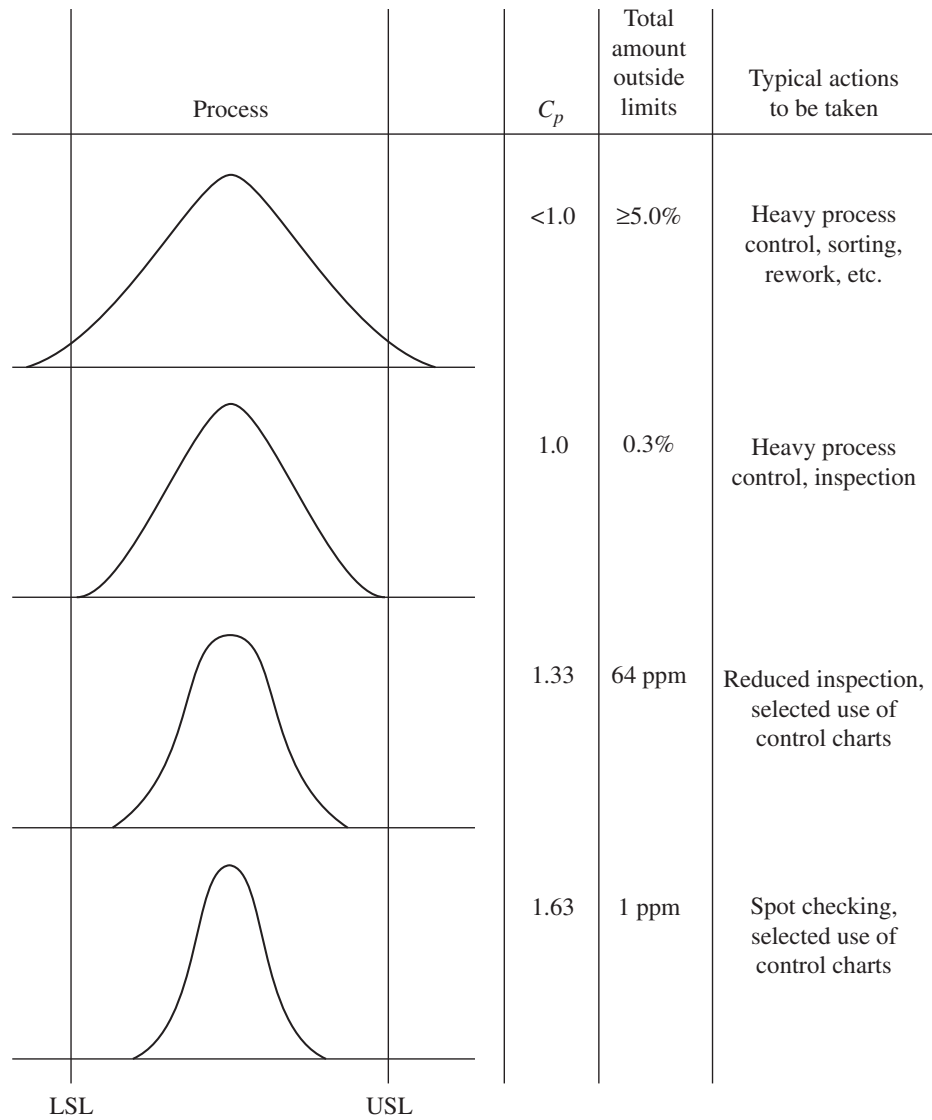 Process
C_p
Total
amount
outside
limits
Typical actions
to be taken
<1.0
≥5.0%
Heavy process
control, sorting,
rework, etc.
1.0
0.3%
Heavy process
control, inspection
1.33
64 ppm
Reduced inspection,
selected use of
control charts
1.63
1 ppm
Spot checking,
selected use of
control charts
LSL
USL